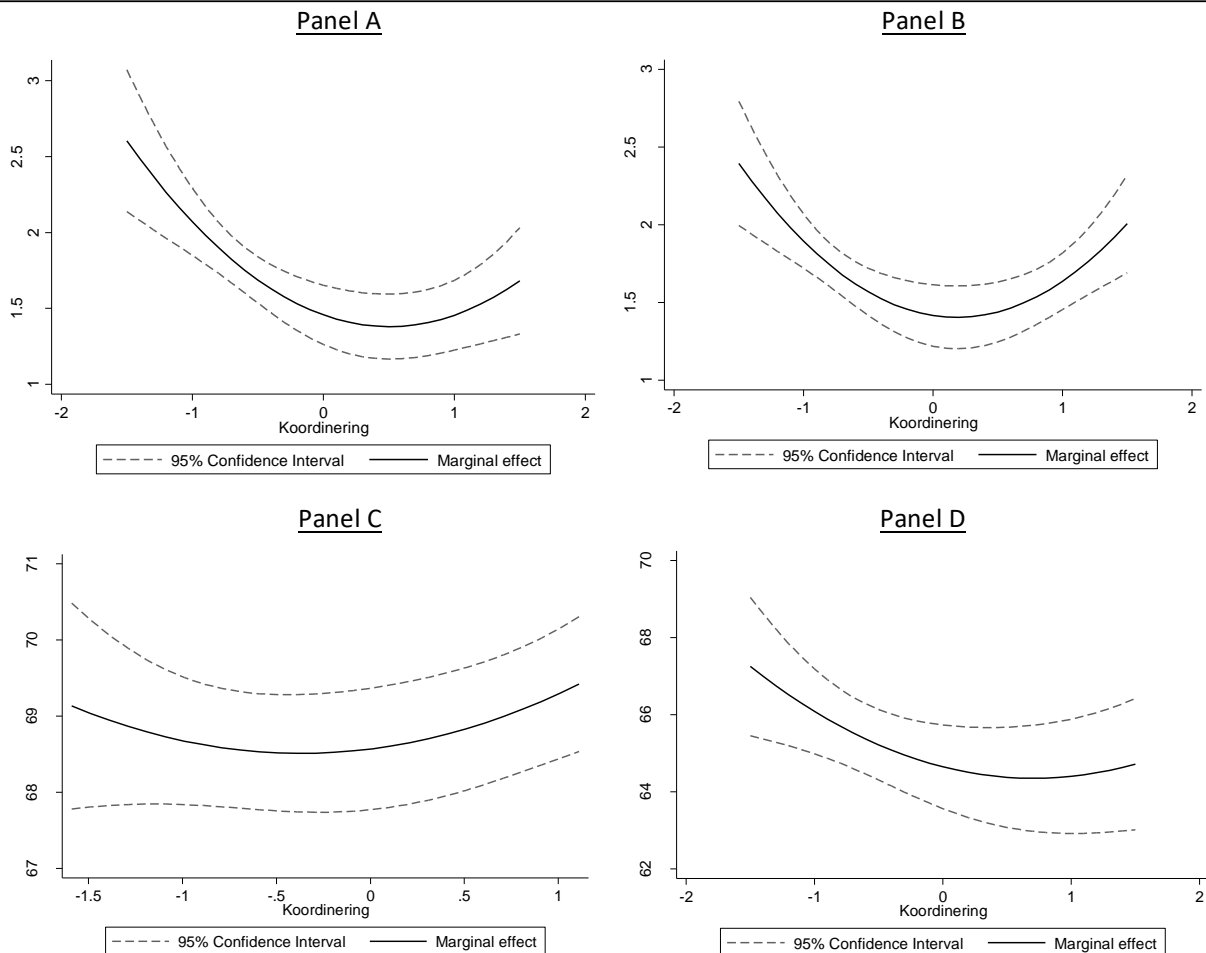 Panel A
3
2.5
2
1.5
1
-2 -1 0 1 2
Koordinering
95% Confidence Interval Marginal effect
Panel B
3
2.5
2
1.5
1
-2 -1 0 1 2
Koordinering
95% Confidence Interval Marginal effect
Panel C
71
70
69
68
67
-1.5 -1 -.5 0 .5 1
Koordinering
95% Confidence Interval Marginal effect
Panel D
70
68
66
64
62
-2 -1 0 1 2
Koordinering
95% Confidence Interval Marginal effect